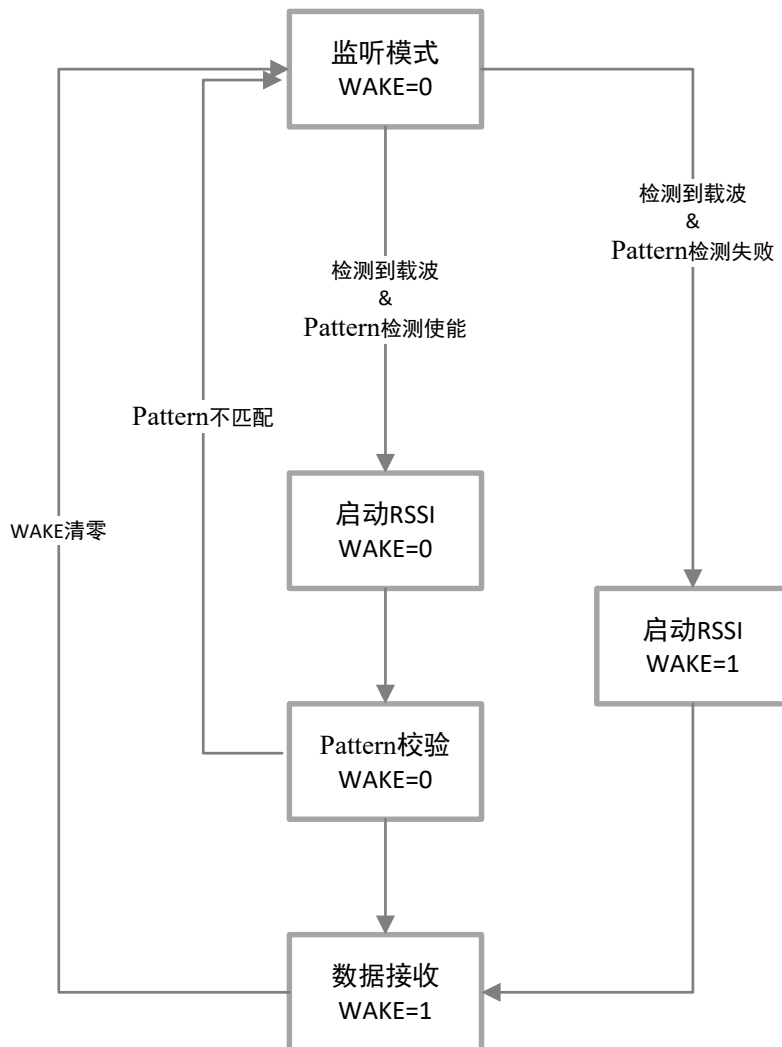 监听模式
WAKE=0
检测到载波
&
Pattern检测失败
检测到载波
&
Pattern检测使能
Pattern不匹配
启动RSSI
WAKE=0
WAKE清零
启动RSSI
WAKE=1
Pattern校验
WAKE=0
数据接收
WAKE=1